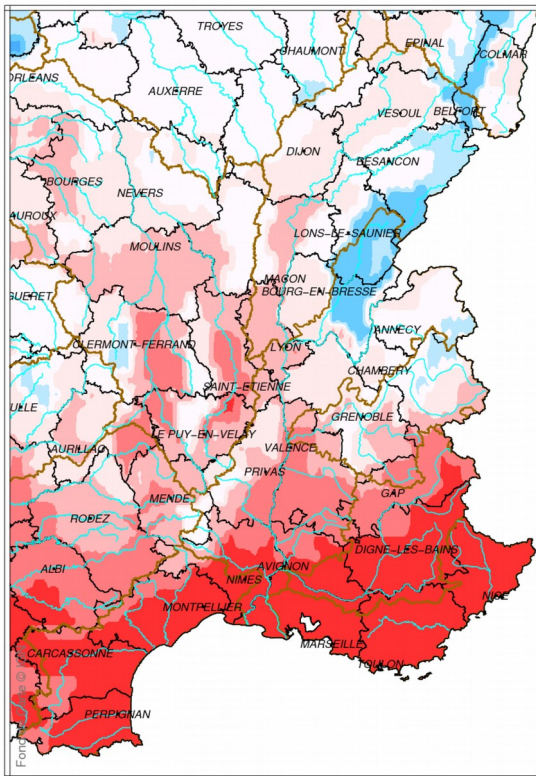 TROYES
EPINAL
CHAUMONT
COLMAR
ORLEANS
AUXERRE
VESOUL
BELFORT
DIJON
BESANCON
BOURGES
NEVERS
AUROUX
LONS-LE-SAUNIER
MOULINS
MACON
BOURG-EN-BRESSE
GUERET
ANNECY
CLERMONT-FERRAND
LYON
CHAMBERY
SAINT-ETIENNE
ULLE
GRENOBLE
LE PUY-EN-VELAY
AURILLAC
VALENCE
PRIVAS
GAP
MENDE
RODEZ
DIGNE-LES-BAINS
ALBI
AVIGNON
NIMES
NICE
MONTPELLIER
MARSEILLE
CARCASSONNE
TOULON
PERPIGNAN